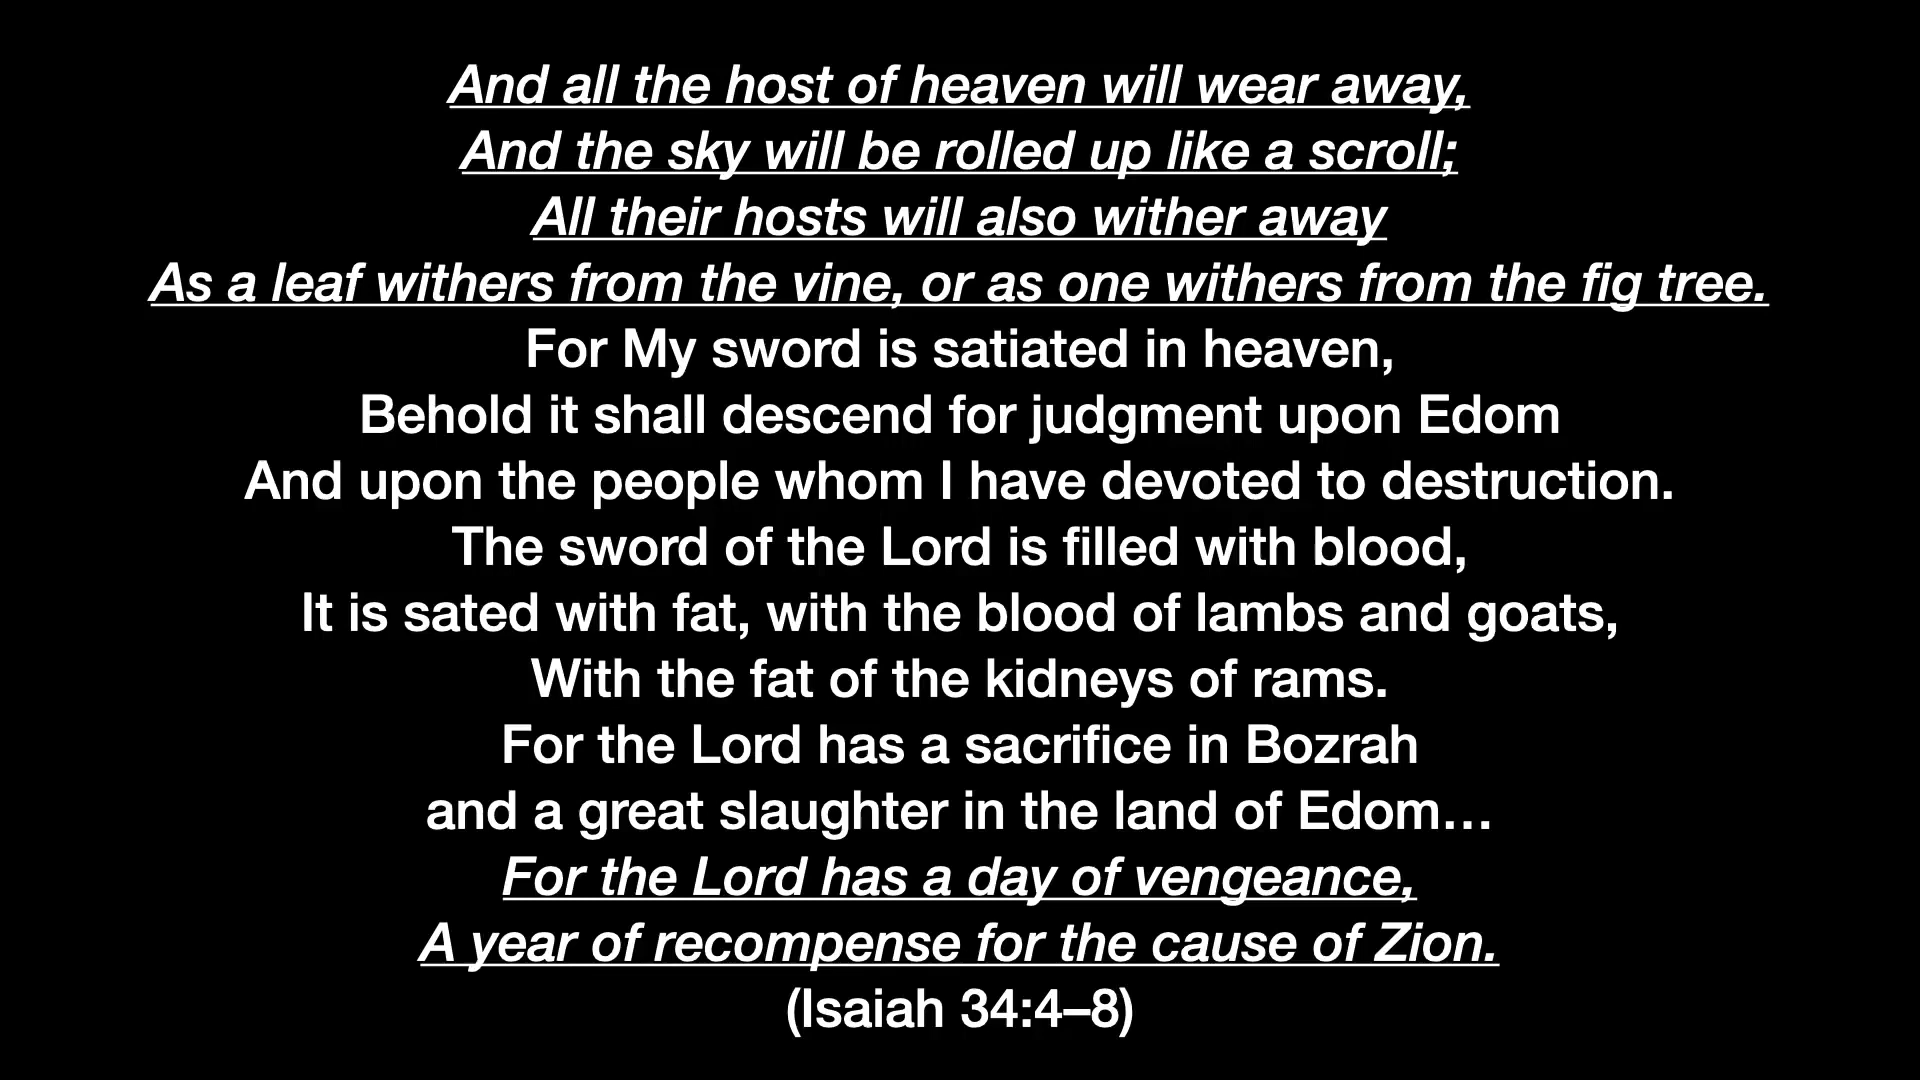 And all the host of heaven will wear away,
And the sky will be rolled up like a scroll;
All their hosts will also wither away
As a leaf withers from the vine, or as one withers from the fig tree.
For My sword is satiated in heaven,
Behold it shall descend for judgment upon Edom
And upon the people whom I have devoted to destruction.
The sword of the Lord is filled with blood,
It is sated with fat, with the blood of lambs and goats,
With the fat of the kidneys of rams.
For the Lord has a sacrifice in Bozrah
and a great slaughter in the land of Edom…
For the Lord has a day of vengeance,
A year of recompense for the cause of Zion.
(Isaiah 34:4–8)